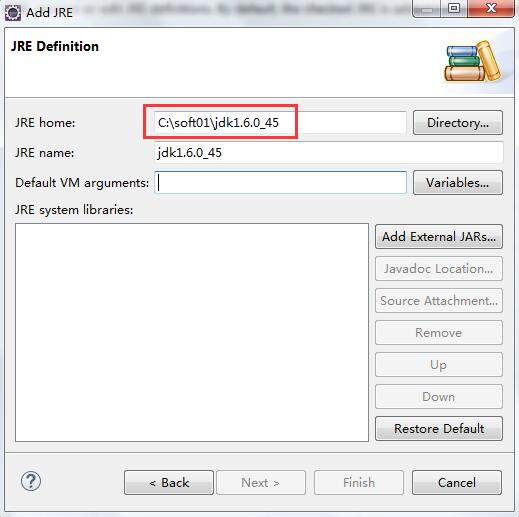 Add JRE
JRE Definition
JRE home:
C:\soft01\jdk1.6.0_45
Directory...
JRE name:
jdk1.6.0_45
Default VM arguments:
Variables...
JRE system libraries:
Add External JARs...
Javadoc Location...
Source Attachment...
Remove
Up
Down
Restore Default
?
< Back
Next >
Finish
Cancel